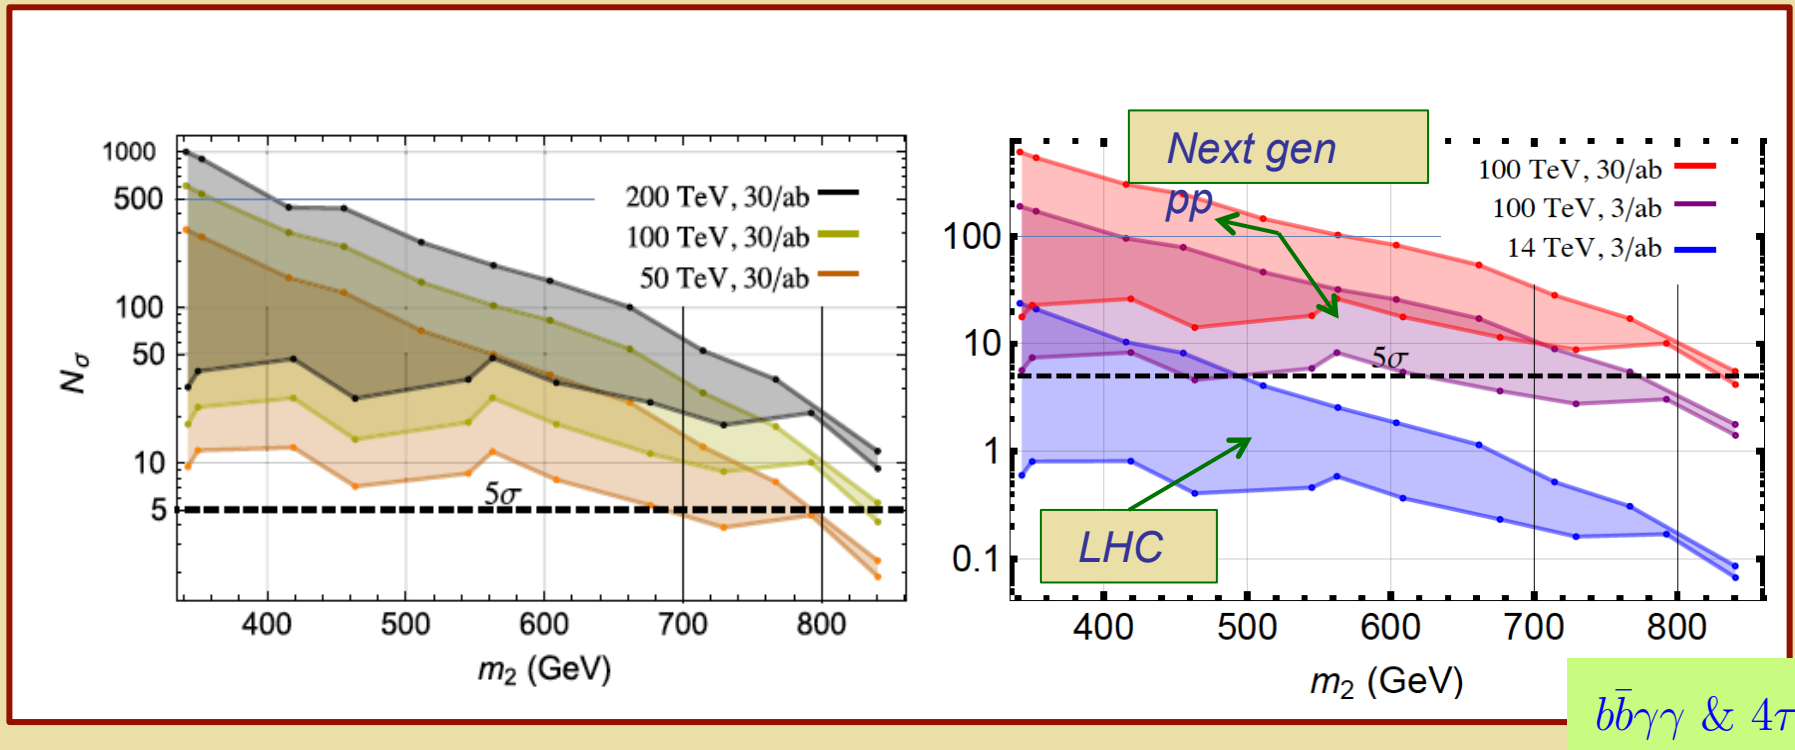 1000
500
100
50
10
5
Nσ
200 TeV, 30/ab
100 TeV, 30/ab
50 TeV, 30/ab
5σ
400 500 600 700 800
m₂ (GeV)
Next gen
pp
100 TeV, 30/ab
100 TeV, 3/ab
14 TeV, 3/ab
100
10
1
0.1
5σ
LHC
400 500 600 700 800
m₂ (GeV)
bb̄γγ & 4τ